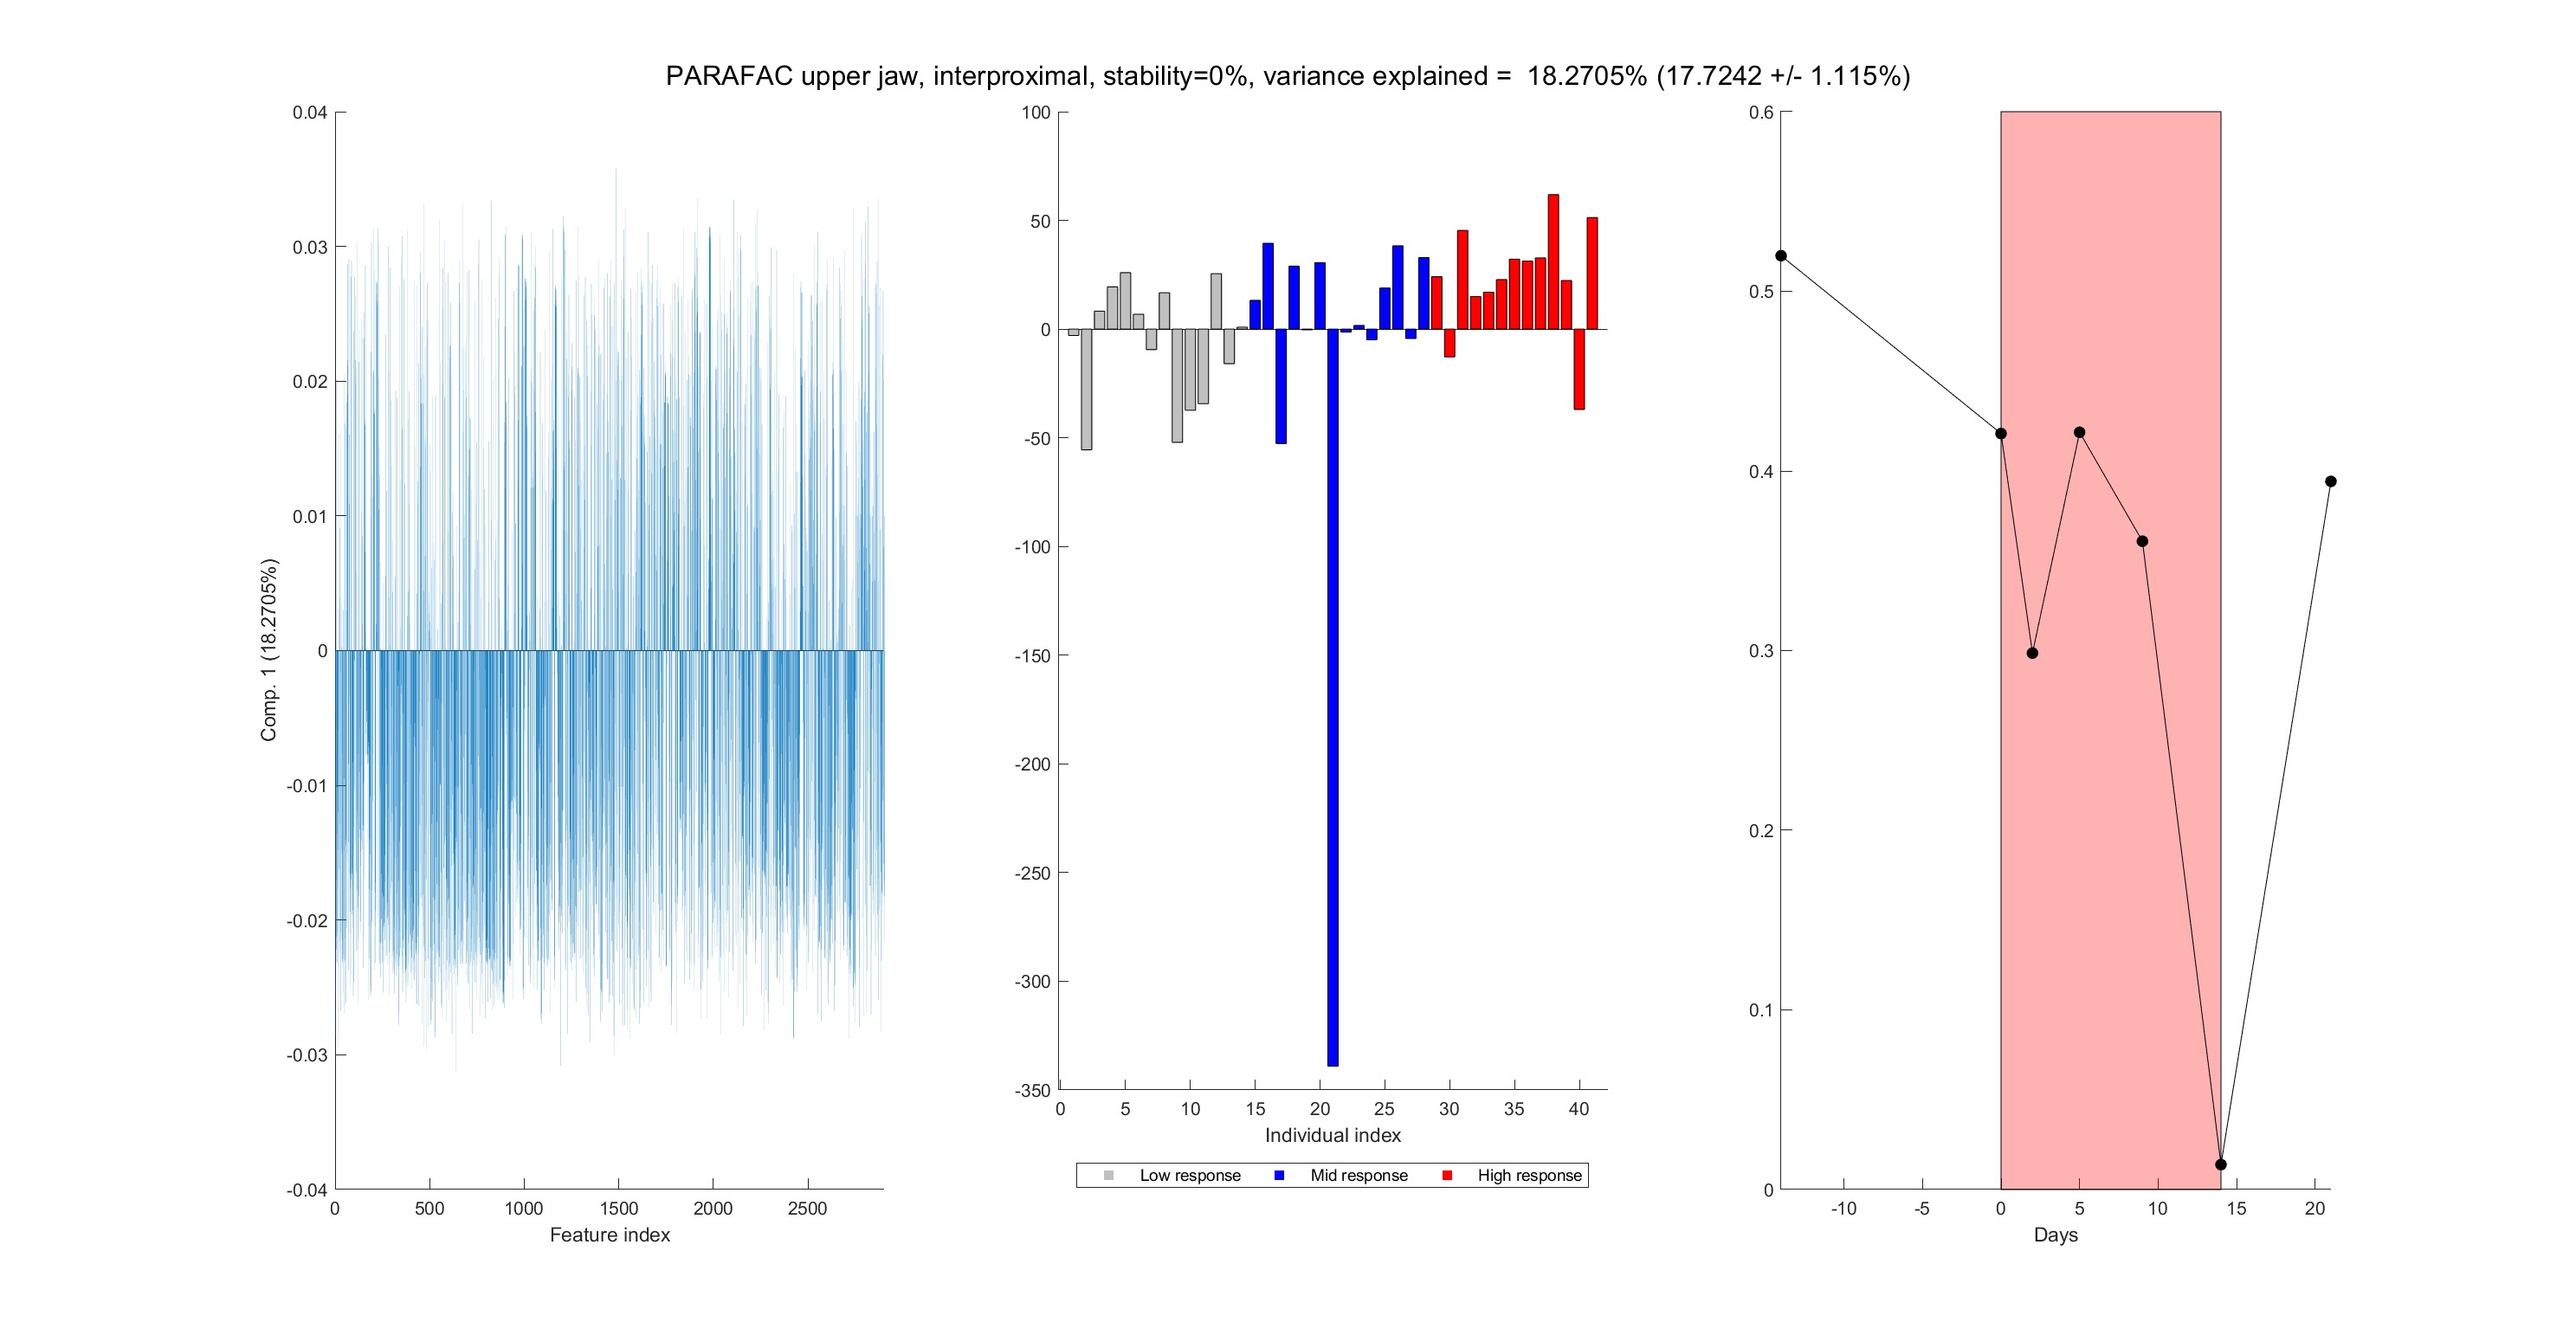 PARAFAC upper jaw, interproximal, stability=0%, variance explained =  18.2705% (17.7242 +/- 1.115%)
Comp. 1 (18.2705%)
0.04
0.03
0.02
0.01
0
-0.01
-0.02
-0.03
-0.04
0 500 1000 1500 2000 2500
Feature index
100
50
0
-50
-100
-150
-200
-250
-300
-350
0 5 10 15 20 25 30 35 40
Individual index
Low response Mid response High response
0.6
0.5
0.4
0.3
0.2
0.1
0
-10 -5 0 5 10 15 20
Days